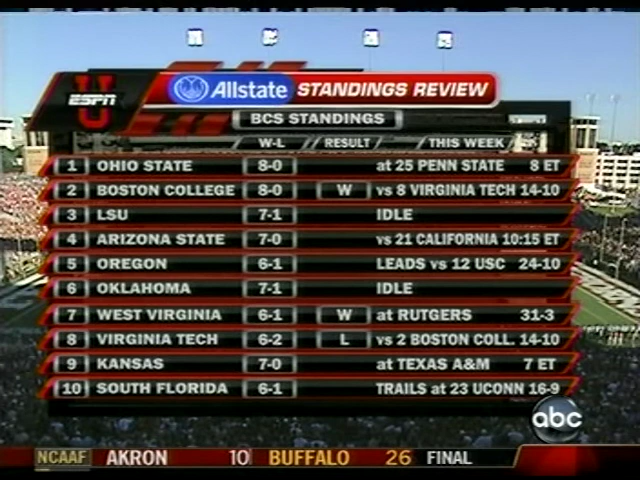 ESPN U
Allstate STANDINGS REVIEW
BCS STANDINGS
W-L RESULT THIS WEEK
1 OHIO STATE 8-0 at 25 PENN STATE 8 ET
2 BOSTON COLLEGE 8-0 W vs 8 VIRGINIA TECH 14-10
3 LSU 7-1 IDLE
4 ARIZONA STATE 7-0 vs 21 CALIFORNIA 10:15 ET
5 OREGON 6-1 LEADS vs 12 USC 24-10
6 OKLAHOMA 7-1 IDLE
7 WEST VIRGINIA 6-1 W at RUTGERS 31-3
8 VIRGINIA TECH 6-2 L vs 2 BOSTON COLL. 14-10
9 KANSAS 7-0 at TEXAS A&M 7 ET
10 SOUTH FLORIDA 6-1 TRAILS at 23 UCONN 16-9
abc
NCAAF AKRON 10 BUFFALO 26 FINAL